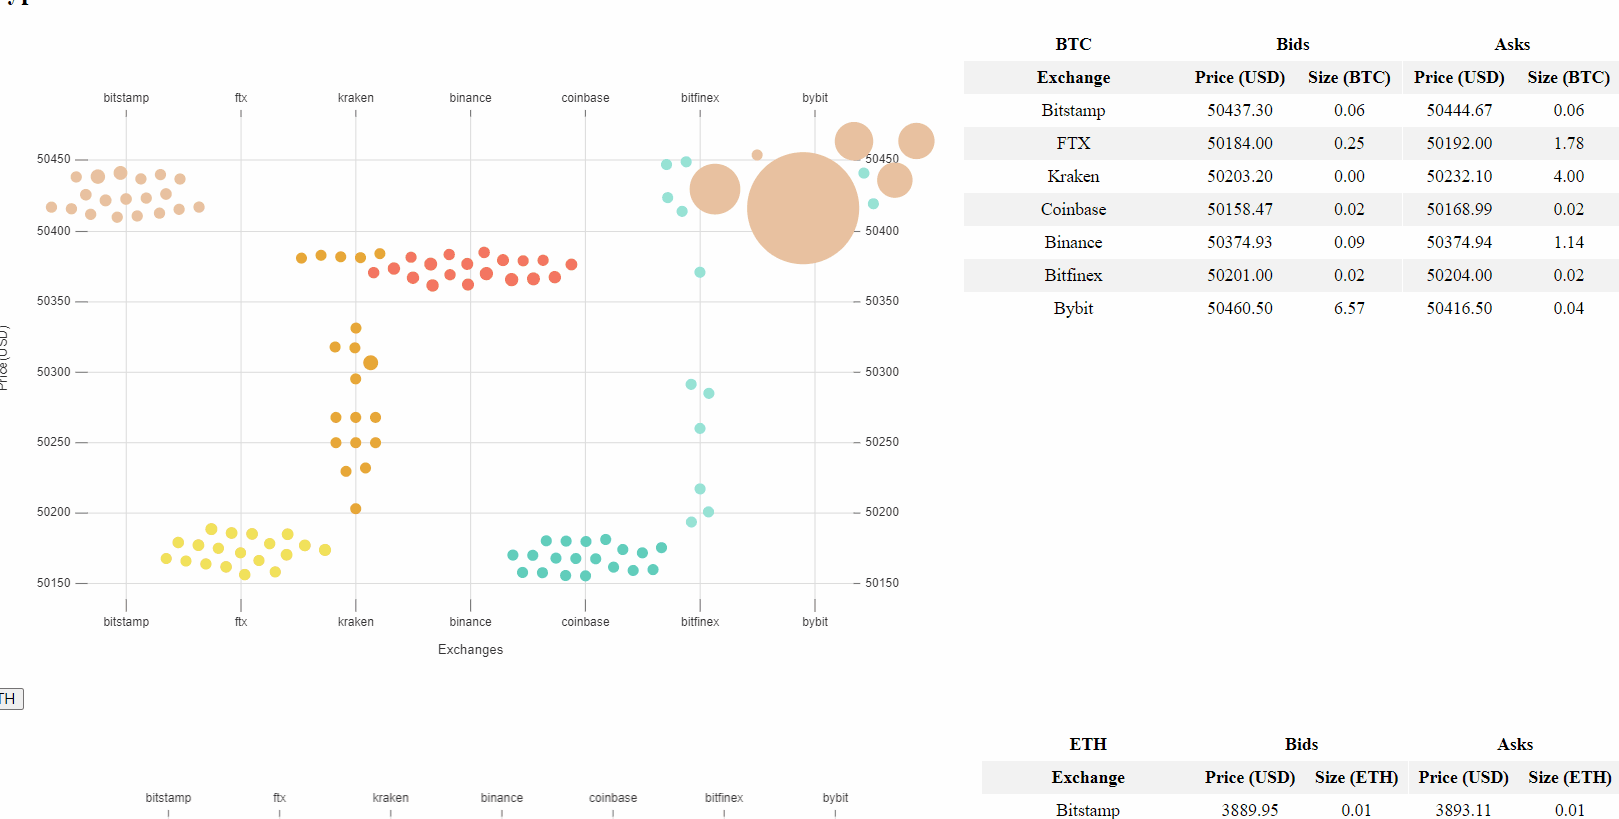 bitstamp ftx kraken binance coinbase bitfinex bybit
50450 50450
50400 50400
50350 50350
50300 50300
50250 50250
50200 50200
50150 50150
Price(USD)
bitstamp ftx kraken binance coinbase bitfinex bybit
Exchanges
BTC Bids Asks
Exchange Price (USD) Size (BTC) Price (USD) Size (BTC)
Bitstamp 50437.30 0.06 50444.67 0.06
FTX 50184.00 0.25 50192.00 1.78
Kraken 50203.20 0.00 50232.10 4.00
Coinbase 50158.47 0.02 50168.99 0.02
Binance 50374.93 0.09 50374.94 1.14
Bitfinex 50201.00 0.02 50204.00 0.02
Bybit 50460.50 6.57 50416.50 0.04
TH
bitstamp ftx kraken binance coinbase bitfinex bybit
ETH Bids Asks
Exchange Price (USD) Size (ETH) Price (USD) Size (ETH)
Bitstamp 3889.95 0.01 3893.11 0.01